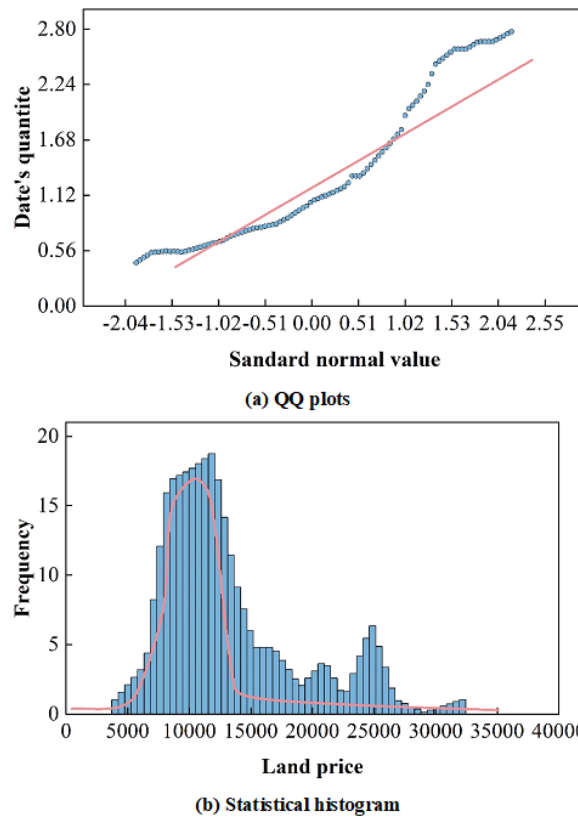 2.80
2.24
1.68
1.12
0.56
0.00
Date's quantite
-2.04 -1.53 -1.02 -0.51 0.00 0.51 1.02 1.53 2.04 2.55
Sandard normal value
(a) QQ plots
20
15
10
5
0
Frequency
0 5000 10000 15000 20000 25000 30000 35000 40000
Land price
(b) Statistical histogram